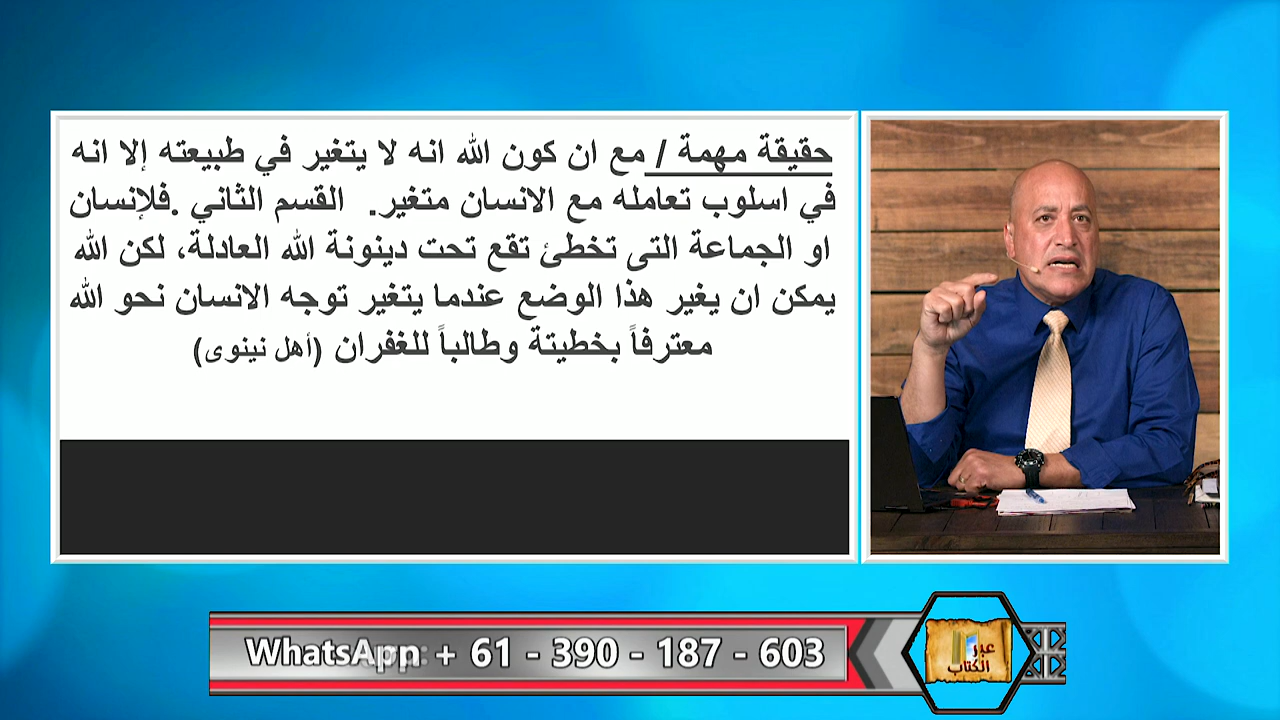 حقيقة مهمة / مع ان كون الله انه لا يتغير في طبيعته إلا انه
في اسلوب تعامله مع الانسان متغير. القسم الثاني .فلإنسان
او الجماعة التى تخطئ تقع تحت دينونة الله العادلة، لكن الله
يمكن ان يغير هذا الوضع عندما يتغير توجه الانسان نحو الله
معترفاً بخطيتة وطالباً للغفران (أهل نينوى)
WhatsApp + 61 - 390 - 187 - 603
عبر
الكتاب